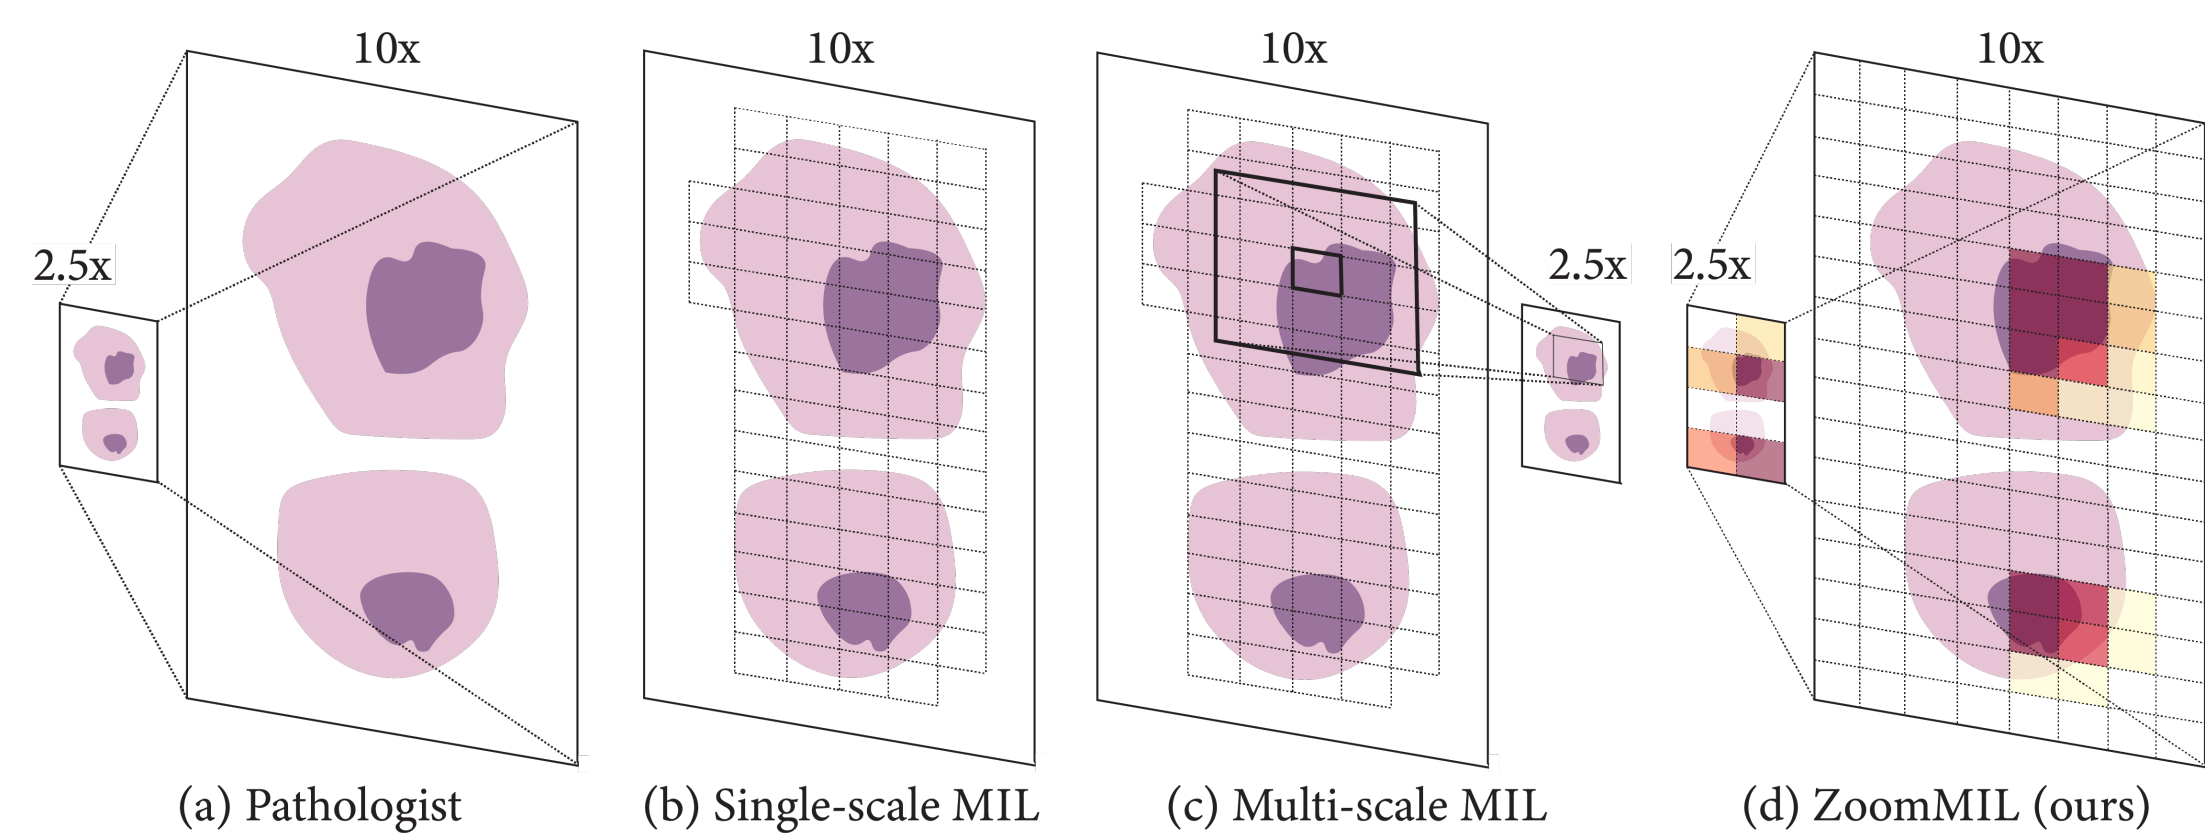 10x
10x
10x
10x
2.5x
2.5x
2.5x
(a) Pathologist
(b) Single-scale MIL
(c) Multi-scale MIL
(d) ZoomMIL (ours)